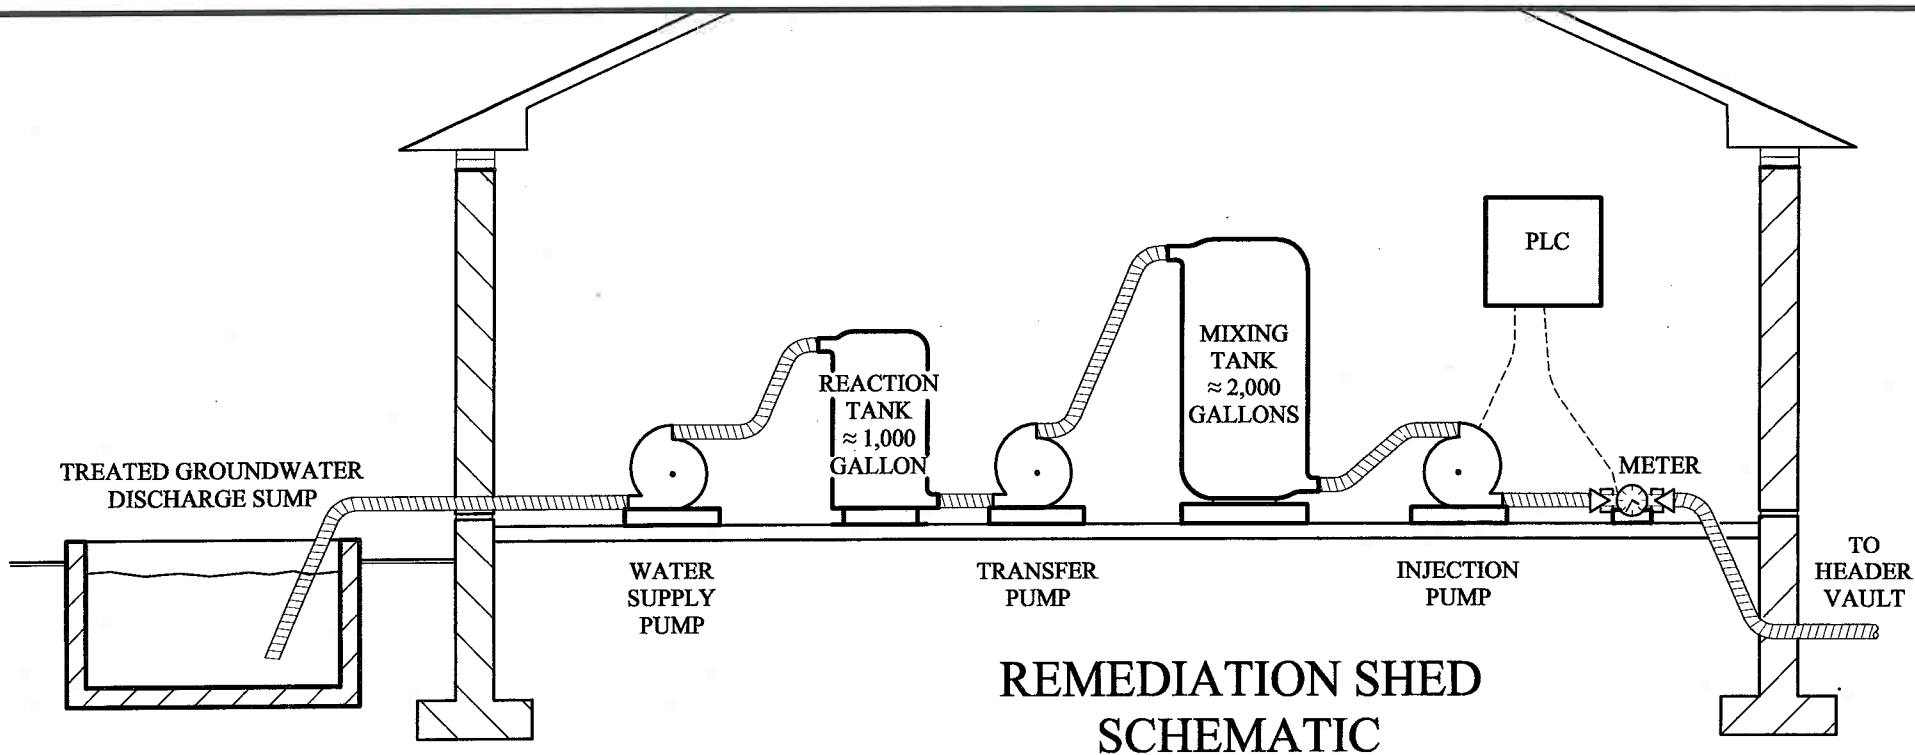 PLC
MIXING
TANK
≈ 2,000
GALLONS
REACTION
TANK
≈ 1,000
GALLON
TREATED GROUNDWATER
DISCHARGE SUMP
METER
WATER
SUPPLY
PUMP
TRANSFER
PUMP
INJECTION
PUMP
TO
HEADER
VAULT
REMEDIATION SHED
SCHEMATIC